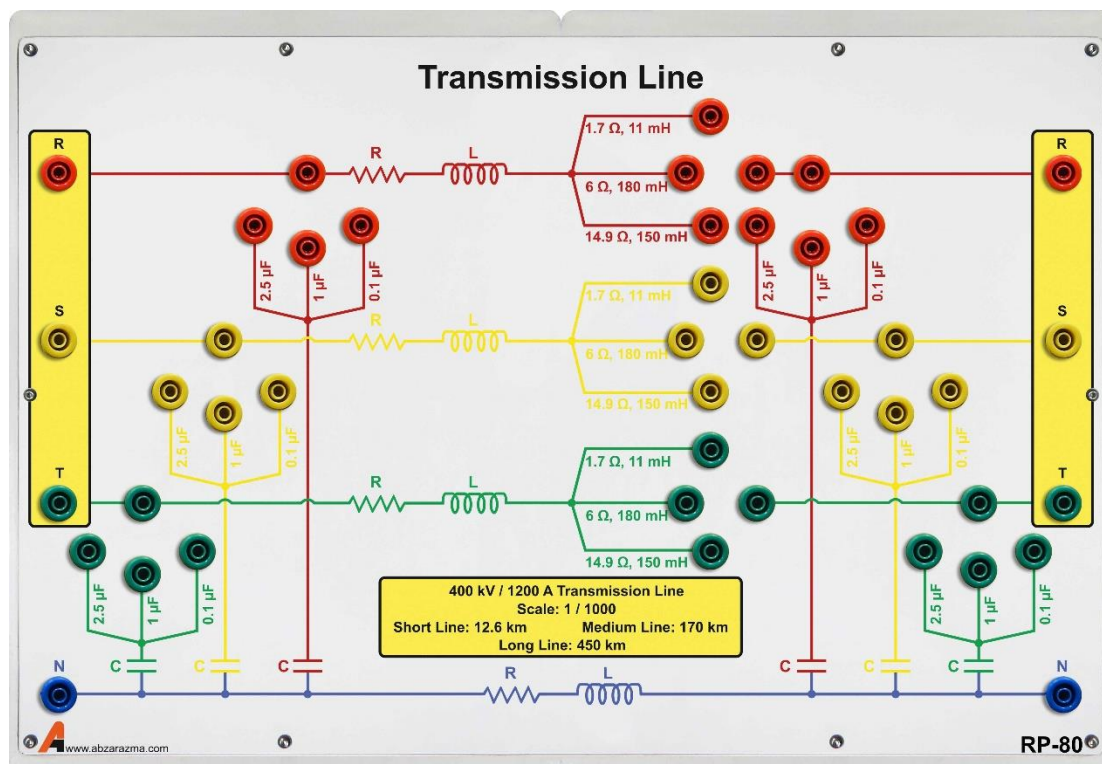 Transmission Line
R
R
L
1.7 Ω, 11 mH
6 Ω, 180 mH
14.9 Ω, 150 mH
R
2.5 µF
1 µF
0.1 µF
2.5 µF
1 µF
0.1 µF
S
R
L
1.7 Ω, 11 mH
6 Ω, 180 mH
14.9 Ω, 150 mH
S
2.5 µF
1 µF
0.1 µF
2.5 µF
1 µF
0.1 µF
T
R
L
1.7 Ω, 11 mH
6 Ω, 180 mH
14.9 Ω, 150 mH
T
2.5 µF
1 µF
0.1 µF
2.5 µF
1 µF
0.1 µF
400 kV / 1200 A Transmission Line
Scale: 1 / 1000
Short Line: 12.6 km Medium Line: 170 km
Long Line: 450 km
N
C
C
C
R
L
C
C
C
N
www.abzarazma.com
RP-80